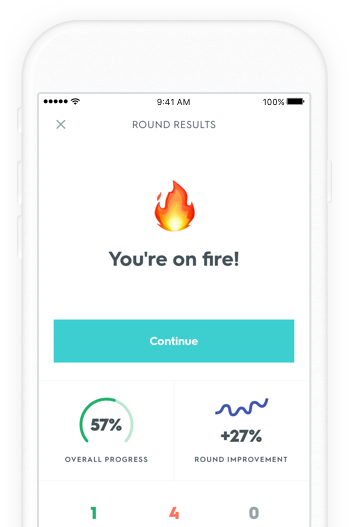 9:41 AM 100%
ROUND RESULTS
You're on fire!
Continue
57% +27%
OVERALL PROGRESS ROUND IMPROVEMENT
1 4 0